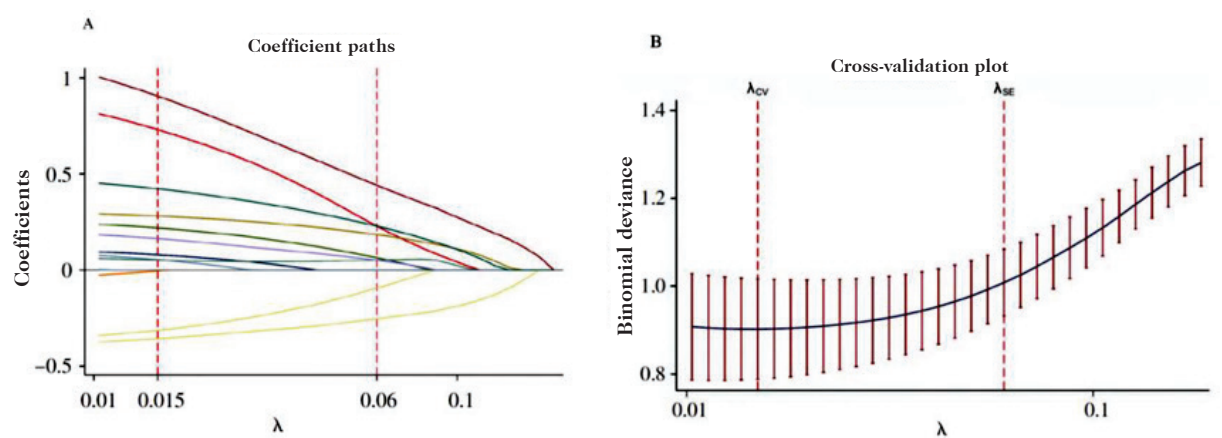 A
Coefficient paths
Coefficients
1
0.5
0
−0.5
0.01 0.015 0.06 0.1
λ
B
Cross-validation plot
λCV λSE
Binomial deviance
1.4
1.2
1.0
0.8
0.01 0.1
λ